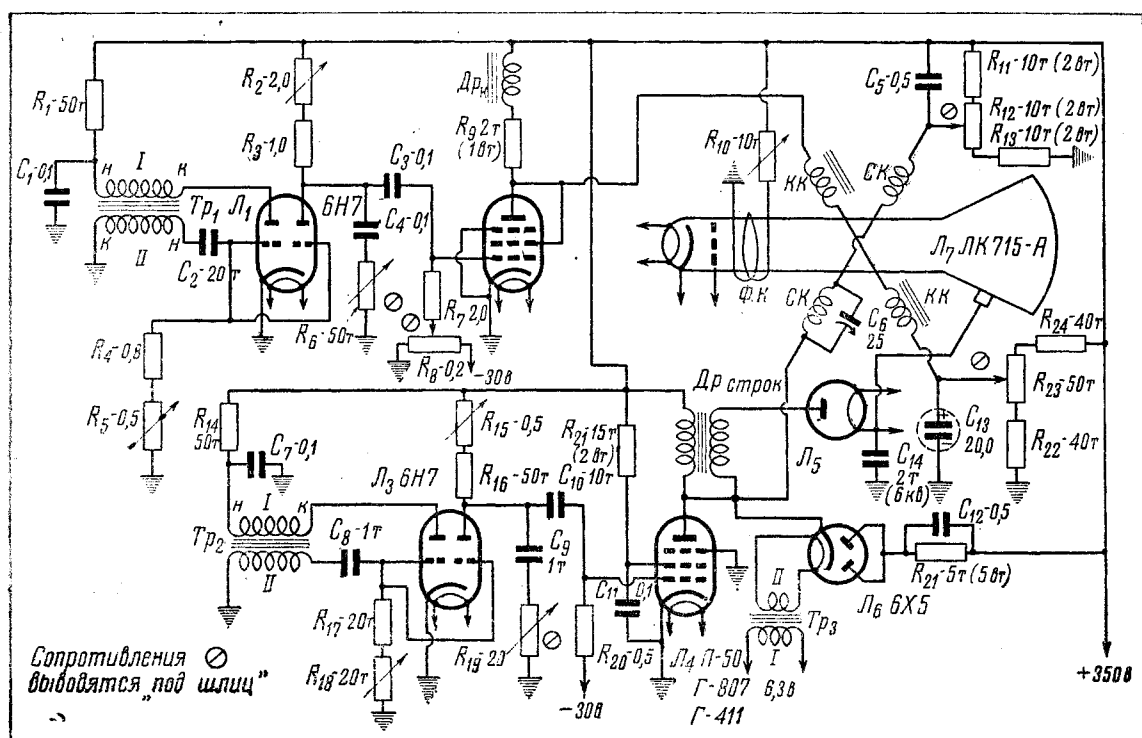 R₁-50т
R₂-2,0
R₃-1,0
C₁-0,1
н I к
Тр₁
к II н
C₂-20т
Л₁
6Н7
C₃-0,1
C₄-0,1
R₄-0,8
R₅-0,5
R₆-50т
R₇ 2,0
R₈-0,2
-30в
Др к
R₉ 2т
(1вт)
R₁₀-10т
C₅-0,5
R₁₁-10т (2вт)
R₁₂-10т (2вт)
R₁₃-10т (2вт)
КК
СК
Л₇ ЛК 715-А
Ф.К
СК
КК
C₆
25
R₂₄-40т
R₂₃-50т
R₂₂-40т
C₁₃
20,0
C₁₄
2т
(6кв)
Др строк
Л₅
R₁₄
50т
C₇-0,1
R₁₅-0,5
R₁₆-50т
R₂₁-15т
(2вт)
C₁₀-10т
Л₃ 6Н7
н I к
Тр₂
II
C₈-1т
C₉
1т
C₁₁
0,1
R₁₇-20т
R₁₈-20т
R₁₉-2,0
R₂₀-0,5
-30в
Л₄ П-50
Г-807
Г-411
II
Тр₃
I
6,3в
Л₆ 6Х5
C₁₂-0,5
R₂₁-5т (5вт)
+350в
Сопротивления
выводятся „под шлиц"